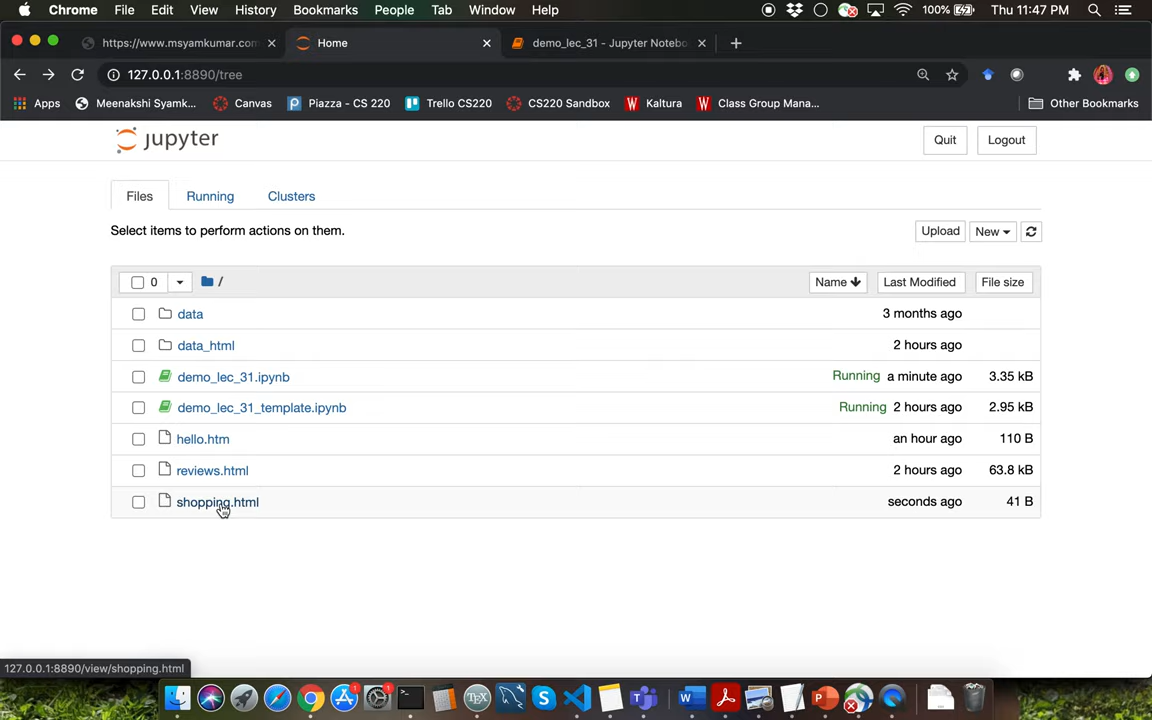 Chrome File Edit View History Bookmarks People Tab Window Help 100% Thu 11:47 PM
https://www.msyamkumar.com Home demo_lec_31 - Jupyter Notebo
127.0.0.1:8890/tree
Apps Meenakshi Syamk... Canvas Piazza - CS 220 Trello CS220 CS220 Sandbox Kaltura Class Group Mana... Other Bookmarks
jupyter Quit Logout
Files Running Clusters
Select items to perform actions on them. Upload New
0 / Name Last Modified File size
data 3 months ago
data_html 2 hours ago
demo_lec_31.ipynb Running a minute ago 3.35 kB
demo_lec_31_template.ipynb Running 2 hours ago 2.95 kB
hello.htm an hour ago 110 B
reviews.html 2 hours ago 63.8 kB
shopping.html seconds ago 41 B
127.0.0.1:8890/view/shopping.html